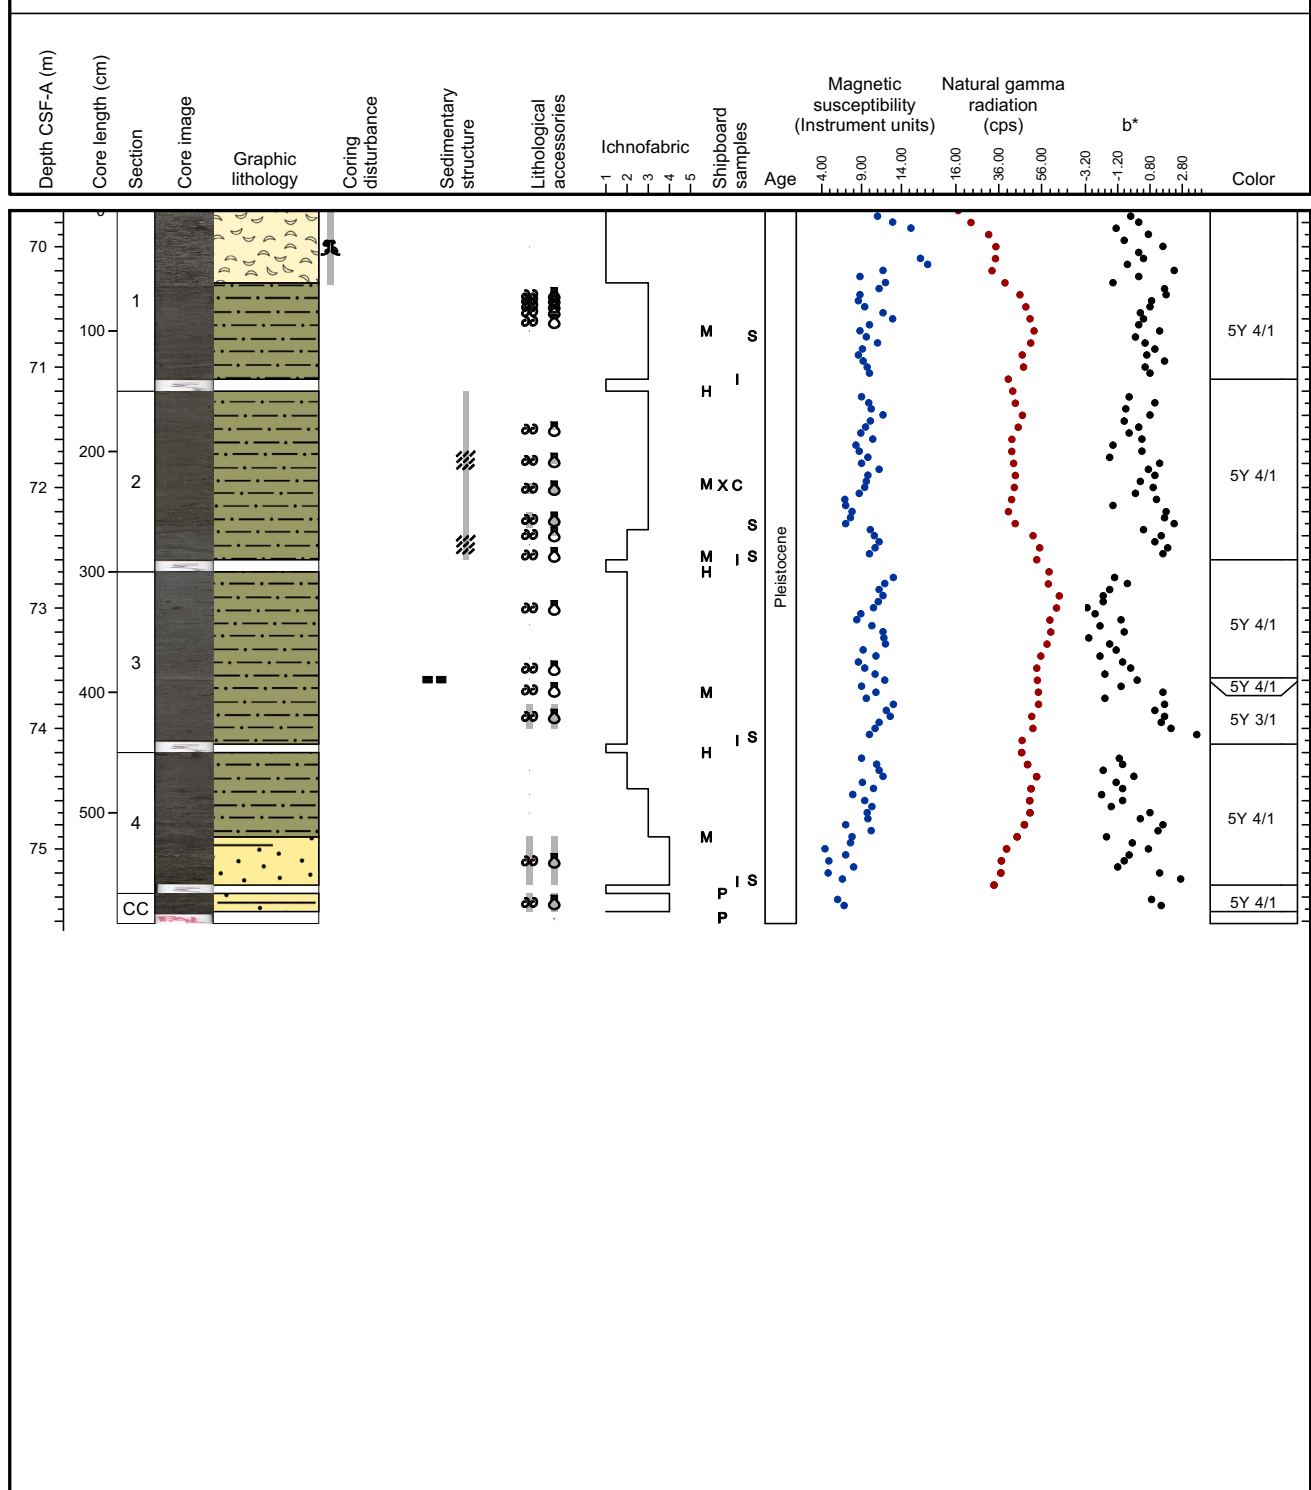 Depth CSF-A (m)
Core length (cm)
Section
Core image
Graphic
lithology
Coring
disturbance
Sedimentary
structure
Lithological
accessories
Ichnofabric
1 2 3 4 5
Shipboard
samples
Age
Magnetic
susceptibility
(Instrument units)
4.00 9.00 14.00
Natural gamma
radiation
(cps)
16.00 36.00 56.00
b*
-3.20 -1.20 0.80 2.80
Color
0
70
1
100
M S
5Y 4/1
71
I
H
200
2
72
M X C
5Y 4/1
S
M I S
300
H
Pleistocene
73
3
5Y 4/1
400
M
5Y 4/1
5Y 3/1
74
I S
H
500
4
5Y 4/1
M
75
I S
P
CC
5Y 4/1
P